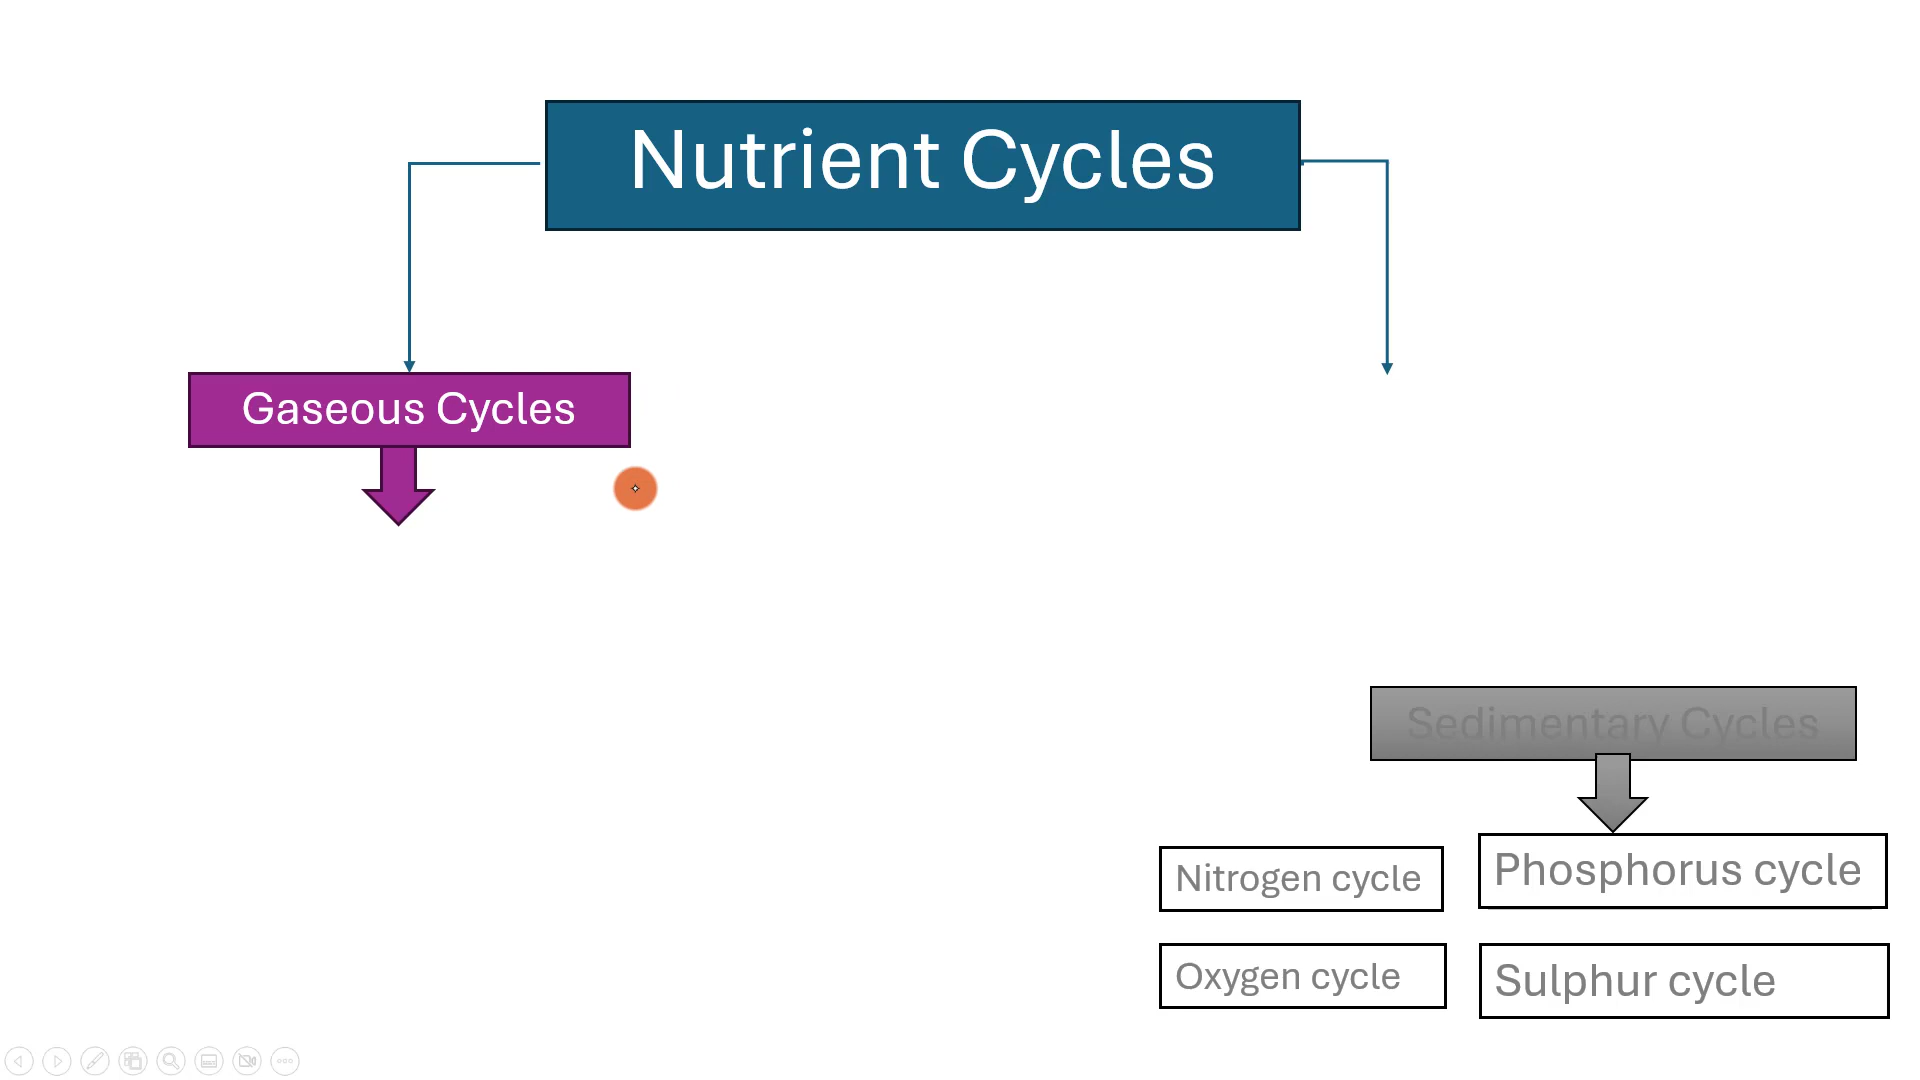 Nutrient Cycles
Gaseous Cycles
Sedimentary Cycles
Nitrogen cycle
Phosphorus cycle
Oxygen cycle
Sulphur cycle